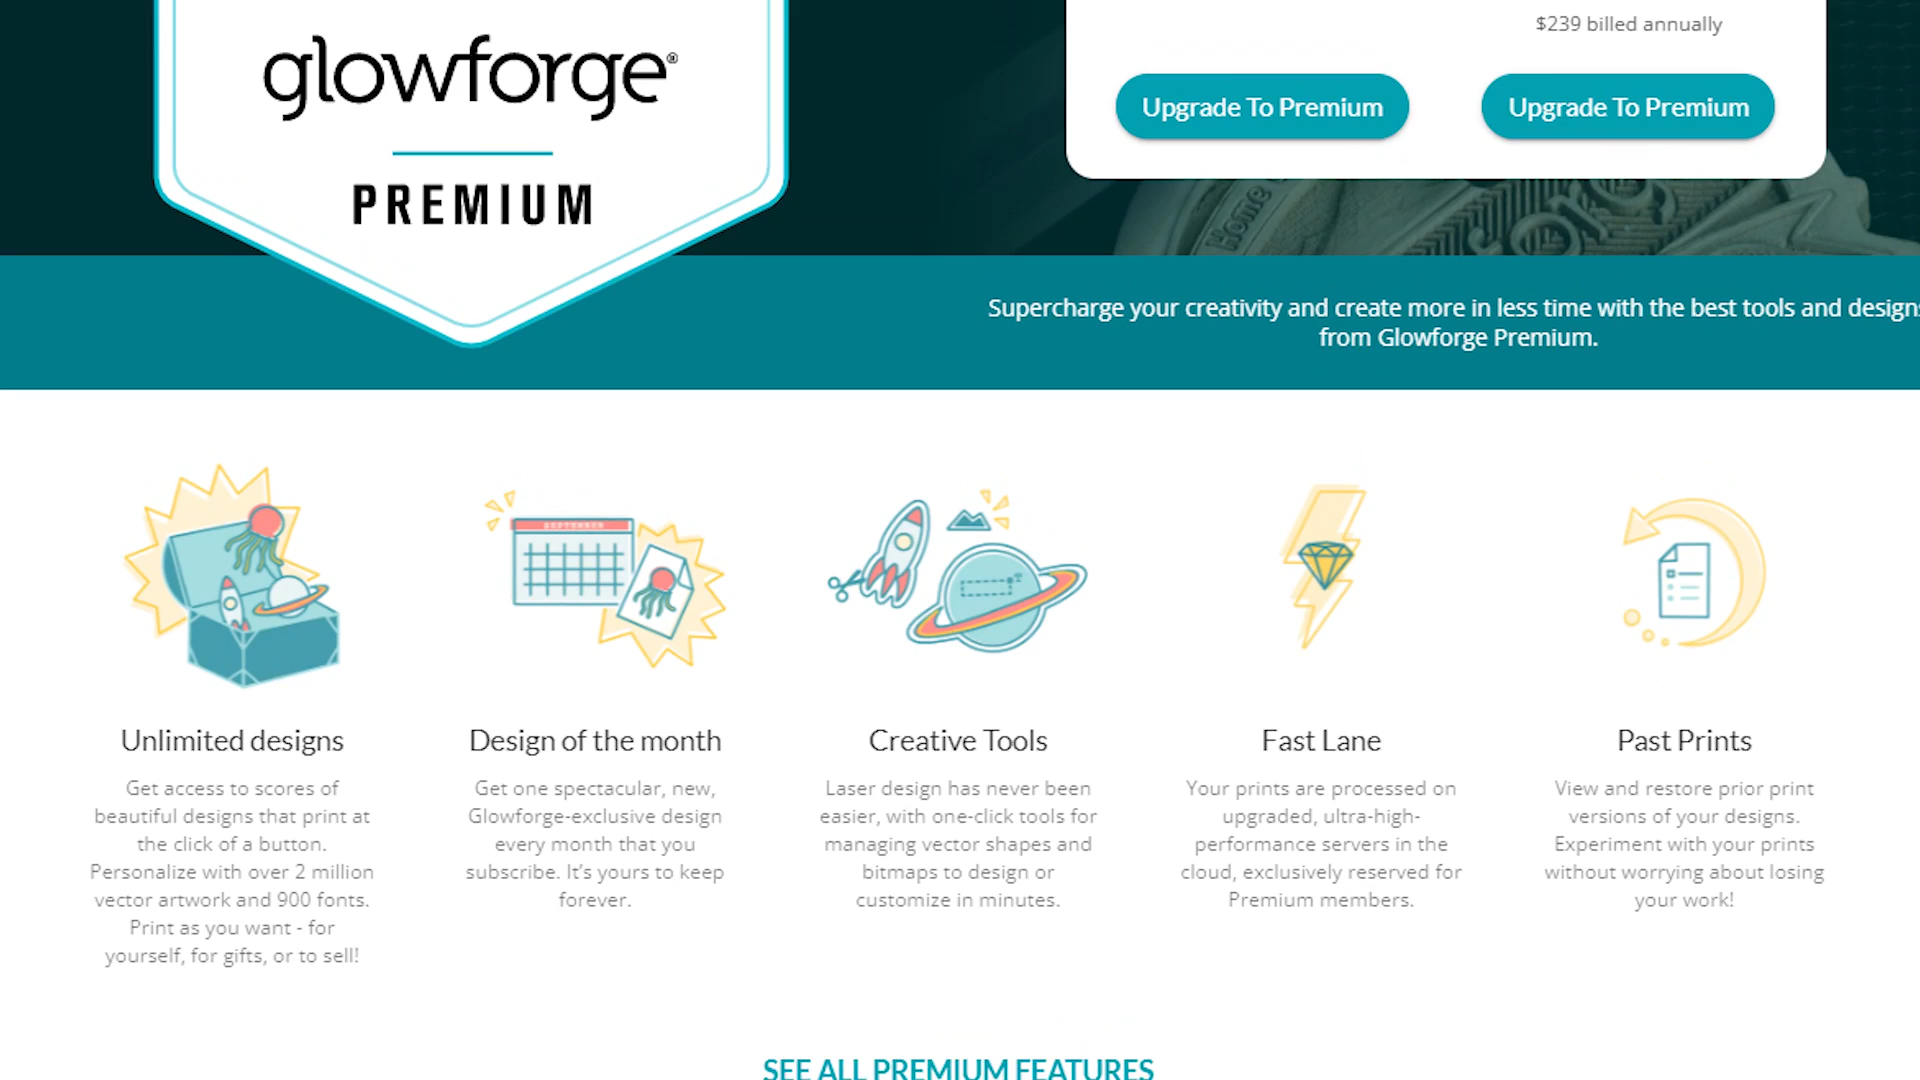 glowforge®
PREMIUM
$239 billed annually
Upgrade To Premium
Upgrade To Premium
Home
Supercharge your creativity and create more in less time with the best tools and designs
from Glowforge Premium.
SEPTEMBER
Unlimited designs
Get access to scores of
beautiful designs that print at
the click of a button.
Personalize with over 2 million
vector artwork and 900 fonts.
Print as you want - for
yourself, for gifts, or to sell!
Design of the month
Get one spectacular, new,
Glowforge-exclusive design
every month that you
subscribe. It's yours to keep
forever.
Creative Tools
Laser design has never been
easier, with one-click tools for
managing vector shapes and
bitmaps to design or
customize in minutes.
Fast Lane
Your prints are processed on
upgraded, ultra-high-
performance servers in the
cloud, exclusively reserved for
Premium members.
Past Prints
View and restore prior print
versions of your designs.
Experiment with your prints
without worrying about losing
your work!
SEE ALL PREMIUM FEATURES